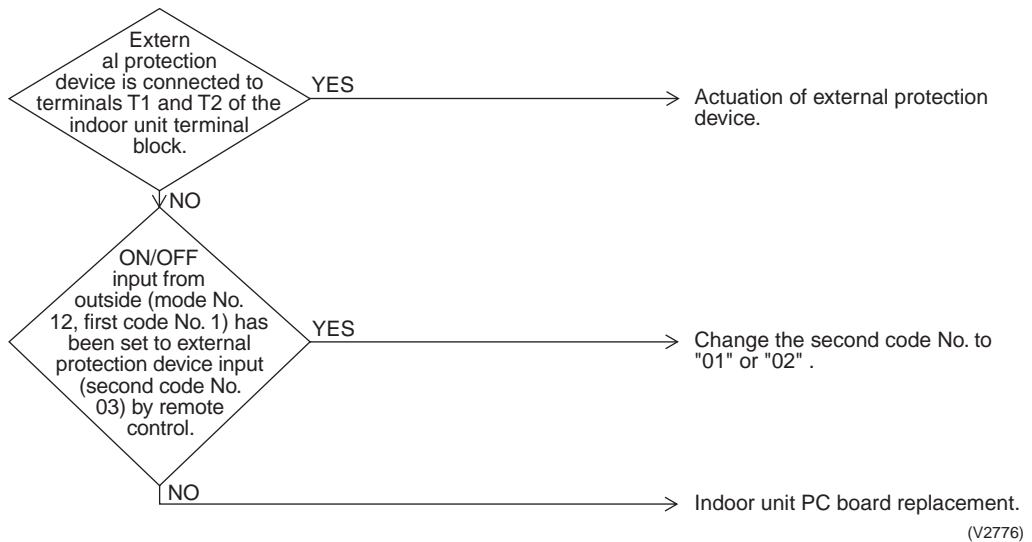 Extern
al protection
device is connected to
terminals T1 and T2 of the
indoor unit terminal
block.
YES
Actuation of external protection
device.
NO
ON/OFF
input from
outside (mode No.
12, first code No. 1) has
been set to external
protection device input
(second code No.
03) by remote
control.
YES
Change the second code No. to
"01" or "02" .
NO
Indoor unit PC board replacement.
(V2776)